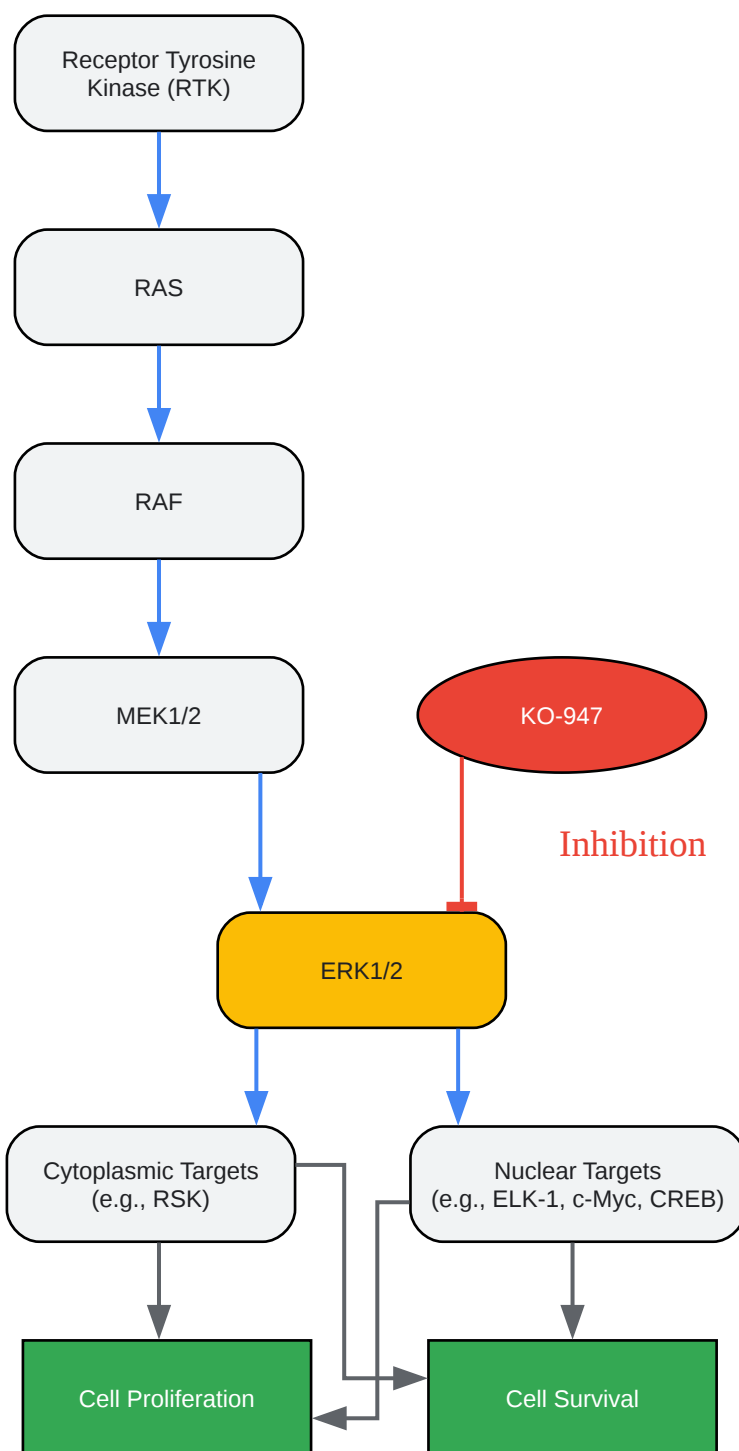 Receptor Tyrosine
Kinase (RTK)
RAS
RAF
MEK1/2
KO-947
Inhibition
ERK1/2
Cytoplasmic Targets
(e.g., RSK)
Nuclear Targets
(e.g., ELK-1, c-Myc, CREB)
Cell Proliferation
Cell Survival